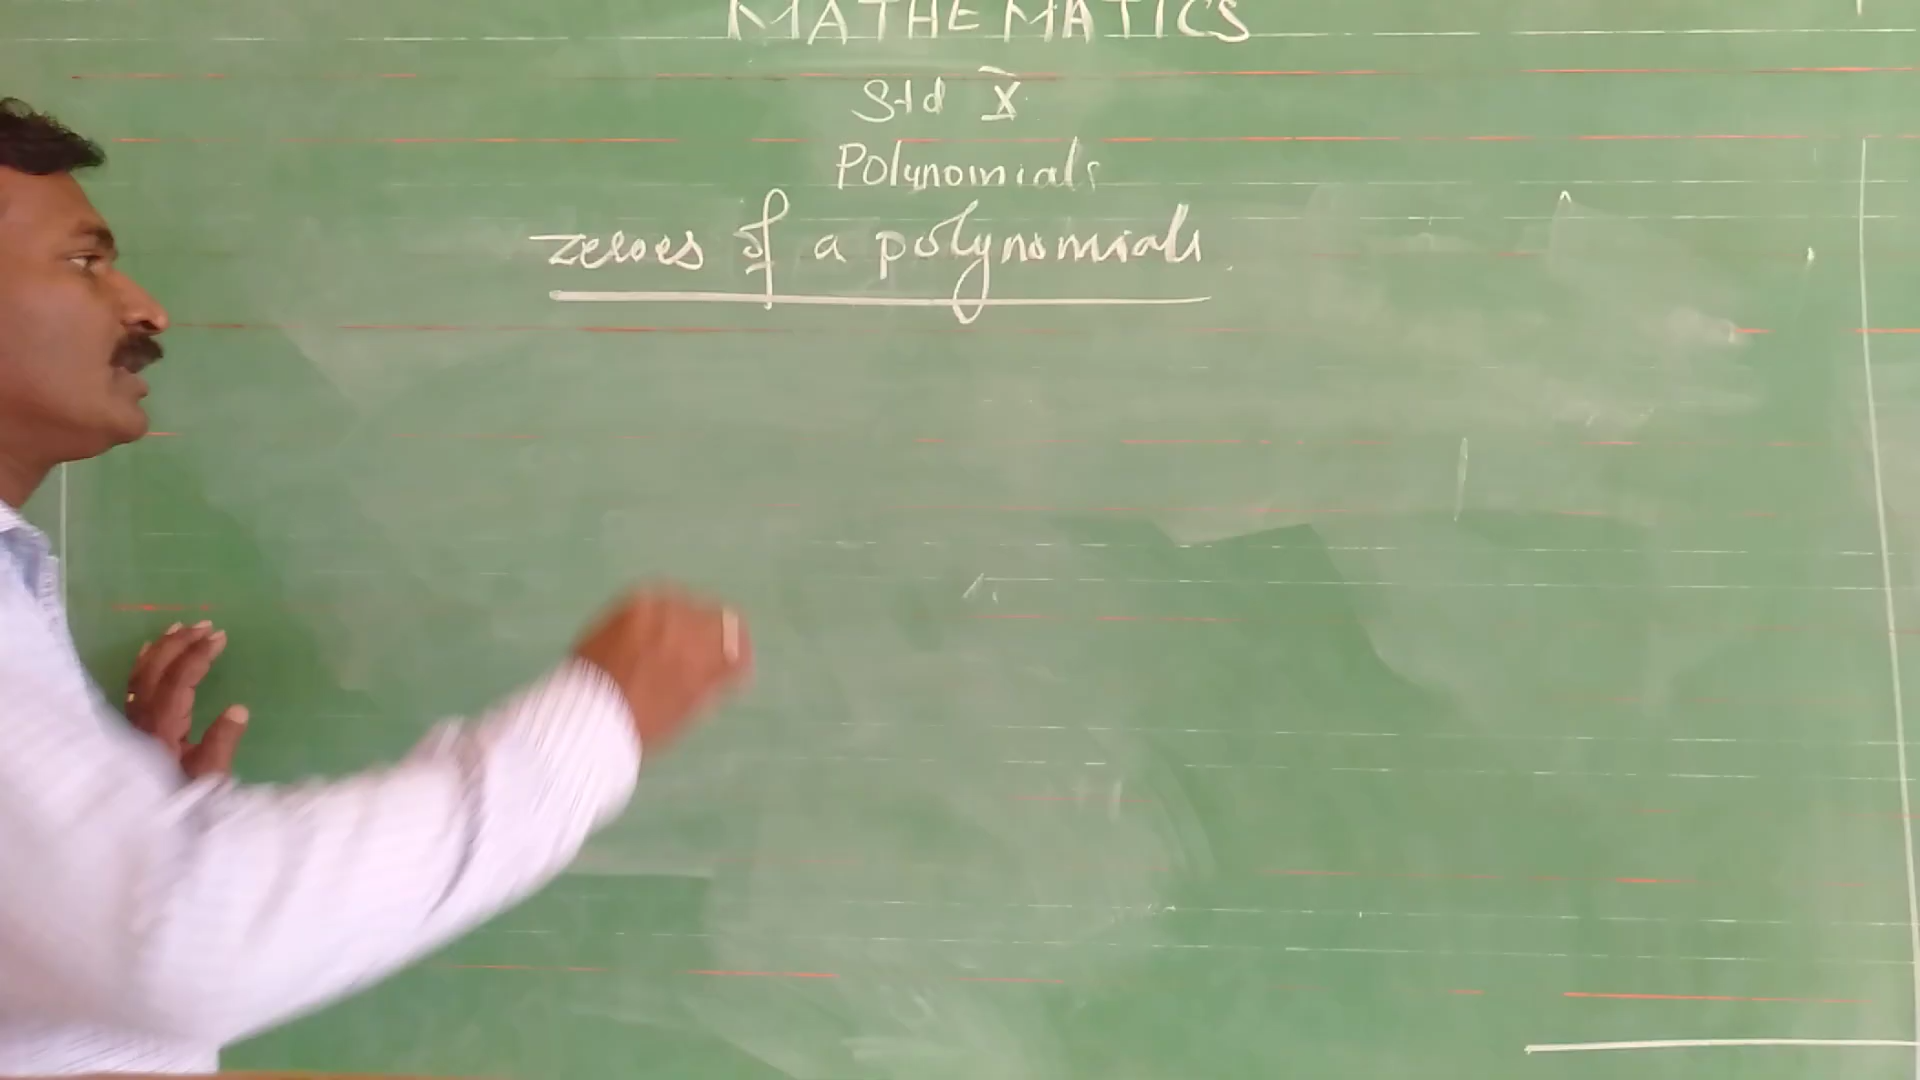 MATHEMATICS
Std X
Polynomials
zeroes of a polynomials